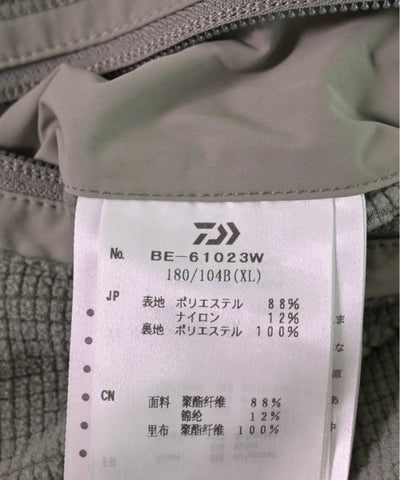 No. BE-61023W
180/104B(XL)
JP
表地 ポリエステル 88%
ナイロン 12%
裏地 ポリエステル 100%
CN
面料 聚酯纤维 88%
锦纶 12%
里布 聚酯纤维 100%
FR